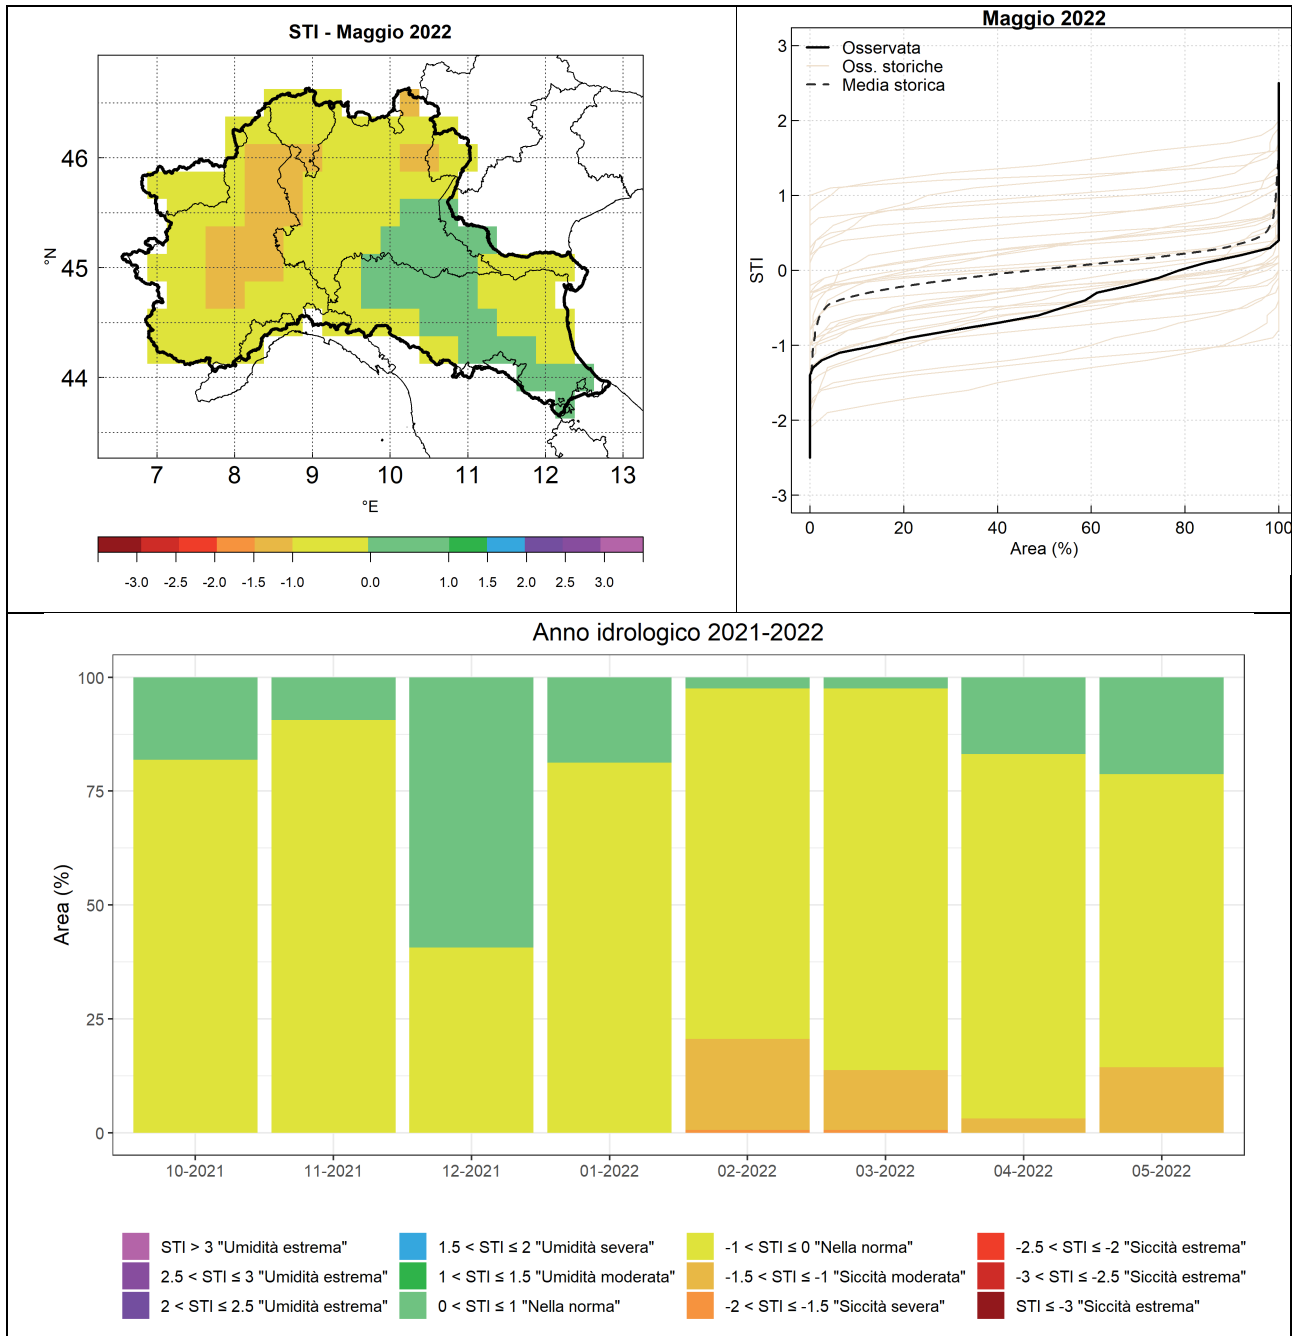 STI - Maggio 2022
46
45
44
°N
7 8 9 10 11 12 13
°E
-3.0 -2.5 -2.0 -1.5 -1.0 0.0 1.0 1.5 2.0 2.5 3.0
Maggio 2022
Osservata
Oss. storiche
Media storica
3
2
1
0
-1
-2
-3
STI
0 20 40 60 80 100
Area (%)
Anno idrologico 2021-2022
100
75
50
25
0
Area (%)
10-2021 11-2021 12-2021 01-2022 02-2022 03-2022 04-2022 05-2022
STI > 3 "Umidità estrema"
2.5 < STI ≤ 3 "Umidità estrema"
2 < STI ≤ 2.5 "Umidità estrema"
1.5 < STI ≤ 2 "Umidità severa"
1 < STI ≤ 1.5 "Umidità moderata"
0 < STI ≤ 1 "Nella norma"
-1 < STI ≤ 0 "Nella norma"
-1.5 < STI ≤ -1 "Siccità moderata"
-2 < STI ≤ -1.5 "Siccità severa"
-2.5 < STI ≤ -2 "Siccità estrema"
-3 < STI ≤ -2.5 "Siccità estrema"
STI ≤ -3 "Siccità estrema"